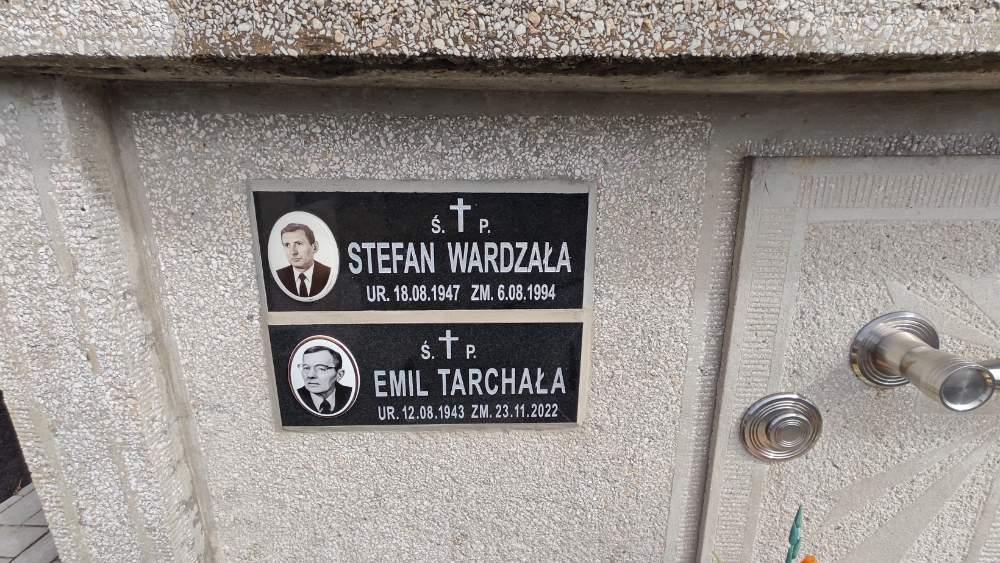 Ś. P.
STEFAN WARDZAŁA
UR. 18.08.1947 ZM. 6.08.1994
Ś. P.
EMIL TARCHAŁA
UR. 12.08.1943 ZM. 23.11.2022